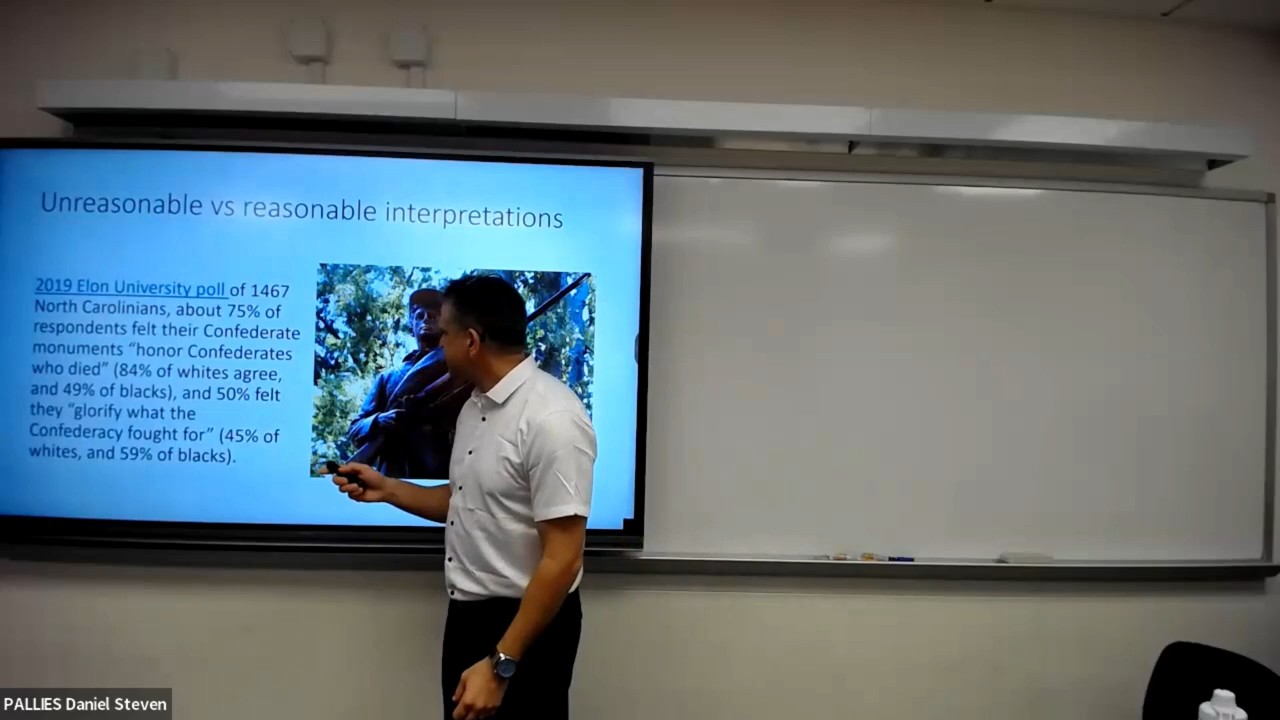 Unreasonable vs reasonable interpretations
2019 Elon University poll of 1467
North Carolinians, about 75% of
respondents felt their Confederate
monuments “honor Confederates
who died” (84% of whites agree,
and 49% of blacks), and 50% felt
they “glorify what the
Confederacy fought for” (45% of
whites, and 59% of blacks).
PALLIES Daniel Steven